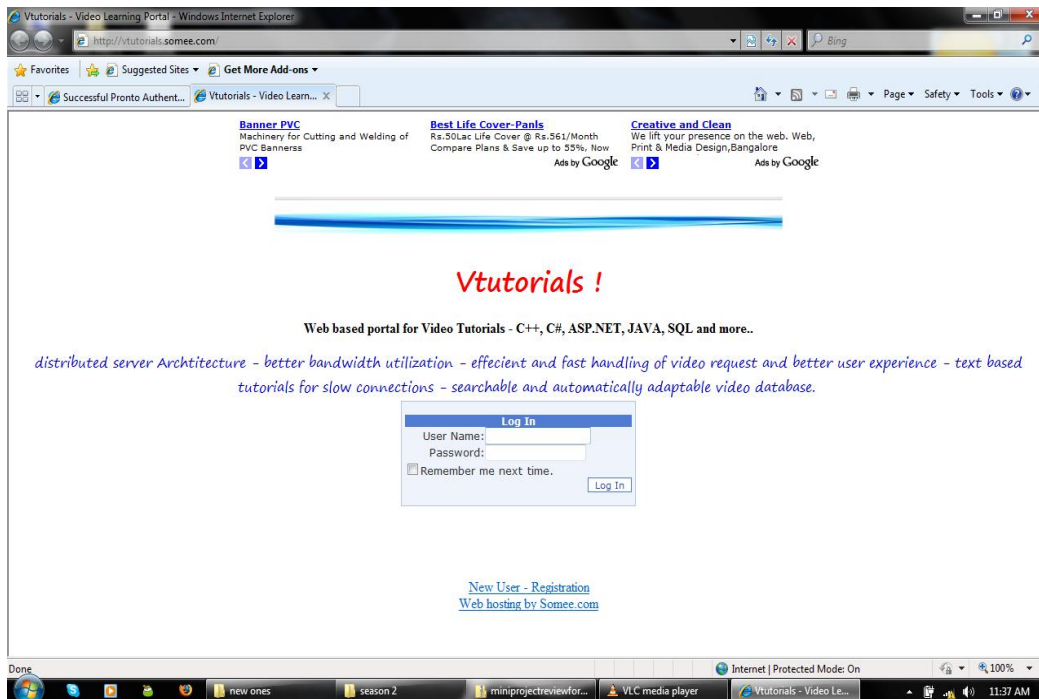 Vtutorials - Video Learning Portal - Windows Internet Explorer
http://vtutorials.somee.com/
Bing
Favorites
Suggested Sites
Get More Add-ons
Successful Pronto Authent...
Vtutorials - Video Learn...
Page
Safety
Tools
Banner PVC
Machinery for Cutting and Welding of
PVC Bannerss
Best Life Cover-Panls
Rs.50Lac Life Cover @ Rs.561/Month
Compare Plans & Save up to 55%, Now
Ads by Google
Creative and Clean
We lift your presence on the web. Web,
Print & Media Design,Bangalore
Ads by Google
Vtutorials !
Web based portal for Video Tutorials - C++, C#, ASP.NET, JAVA, SQL and more..
distributed server Archtitecture - better bandwidth utilization - effecient and fast handling of video request and better user experience - text based
tutorials for slow connections - searchable and automatically adaptable video database.
Log In
User Name:
Password:
Remember me next time.
Log In
New User - Registration
Web hosting by Somee.com
Done
Internet | Protected Mode: On
100%
new ones
season 2
miniprojectreviewfor...
VLC media player
Vtutorials - Video Le...
11:37 AM